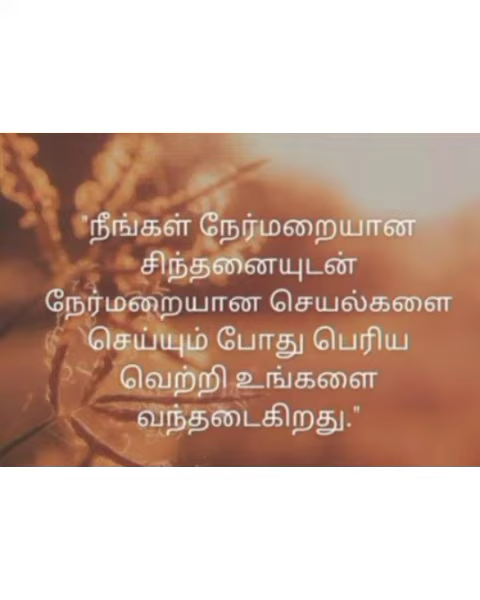 "நீங்கள் நேர்மறையான
சிந்தனையுடன்
நேர்மறையான செயல்களை
செய்யும் போது பெரிய
வெற்றி உங்களை
வந்தடைகிறது."